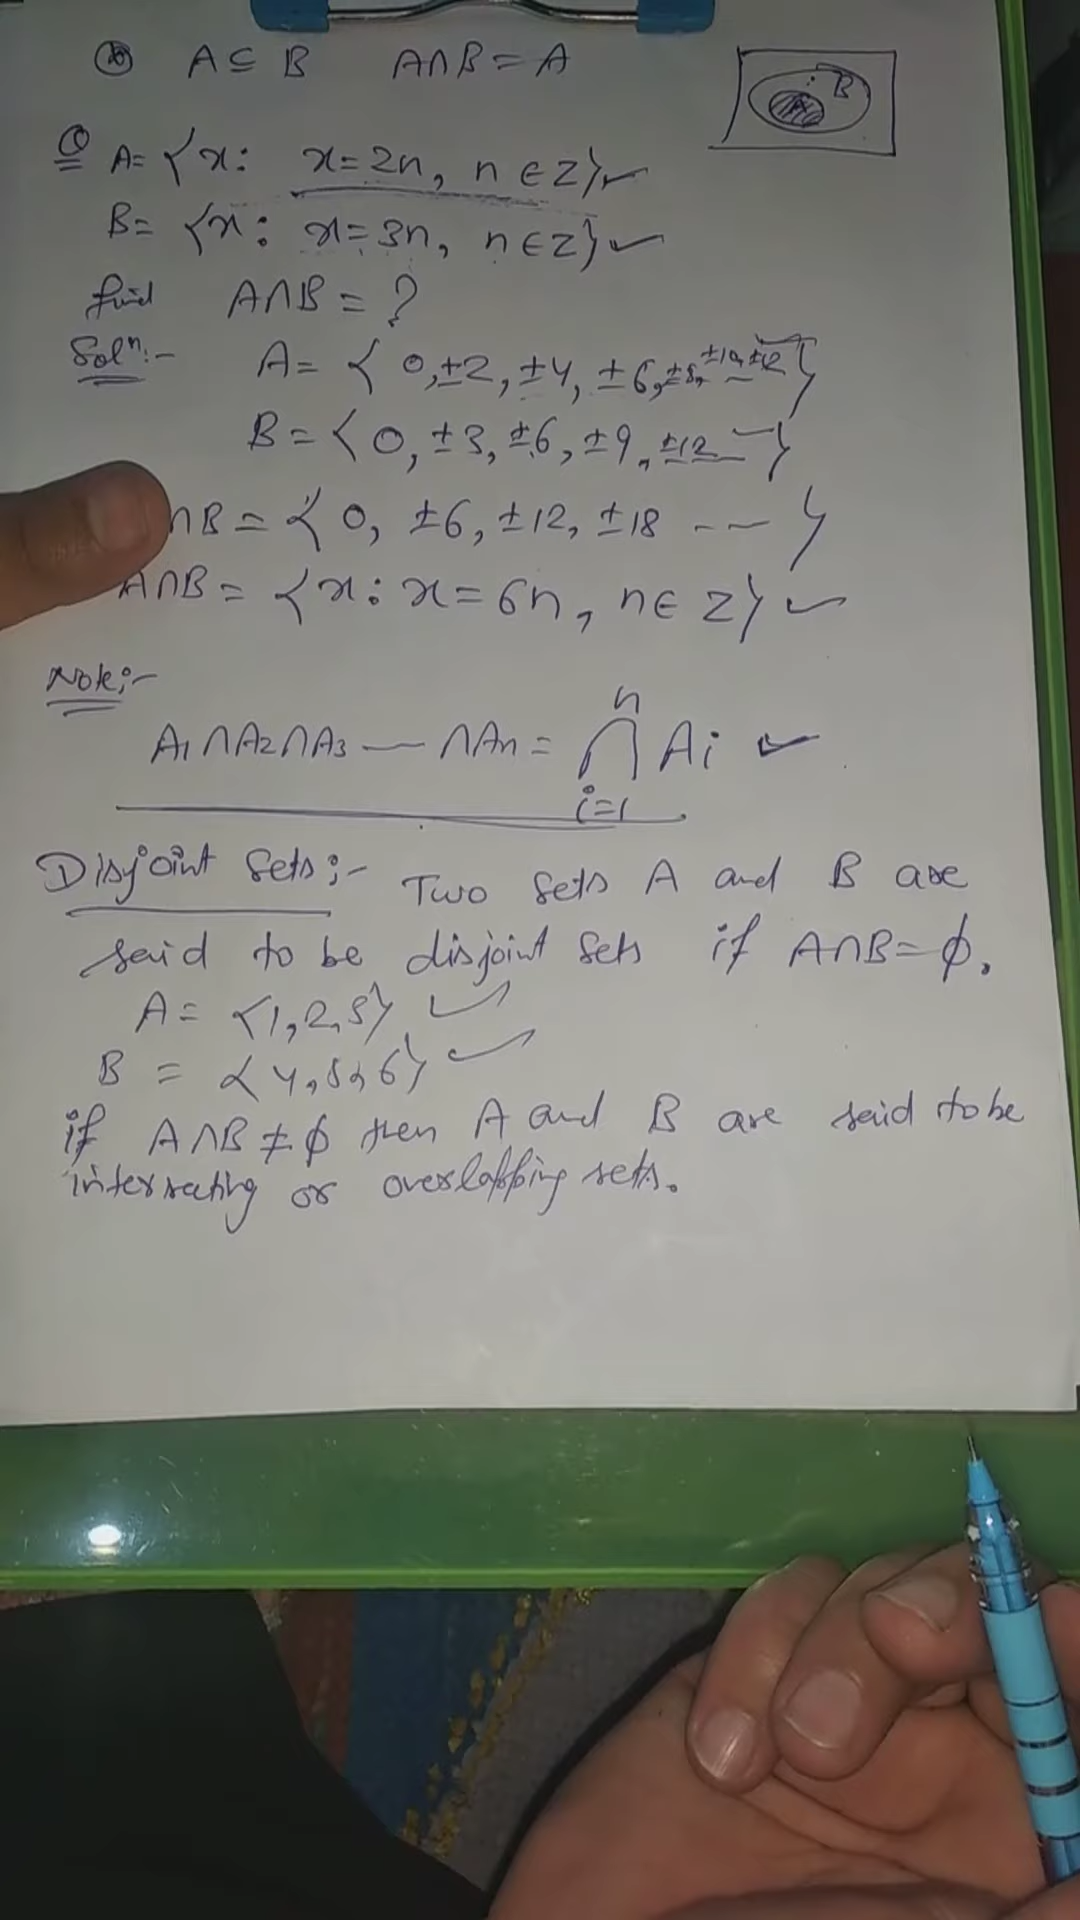 (b) A ⊆ B A∩B = A
A B
Q A= {x: x=2n, n∈Z}
B= {x: x=3n, n∈Z}
find A∩B = ?
Solⁿ:- A= {0,±2, ±4, ±6,±8, ±10, ±12 }
B= {0, ±3, ±6, ±9, ±12 -- }
∩B = {0, ±6, ±12, ±18 --- }
A∩B = {x: x=6n, n∈Z}
Note:-
n
A1∩A2∩A3 — ∩An = ⋂ Ai
i=1
Disjoint Sets:- Two Sets A and B are
said to be disjoint Sets if A∩B=ϕ.
A= {1,2,3}
B = {4,5,6}
if A∩B ≠ ϕ then A and B are said to be
or overlapping sets.